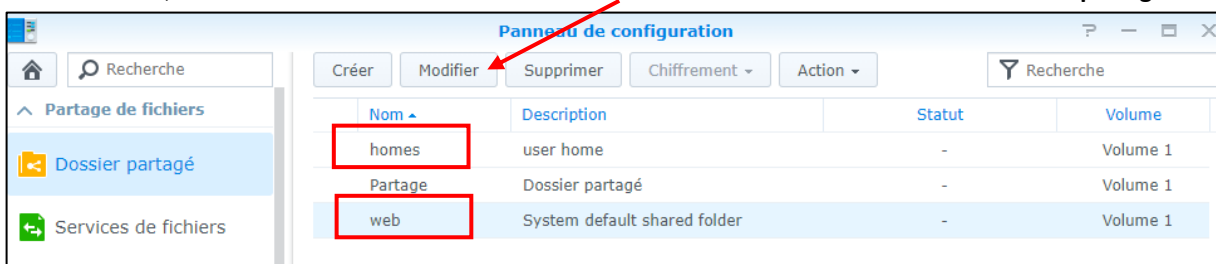 Panneau de configuration
Recherche
Créer Modifier Supprimer Chiffrement Action Recherche
Partage de fichiers
Nom Description Statut Volume
homes user home - Volume 1
Dossier partagé
Partage Dossier partagé - Volume 1
web System default shared folder - Volume 1
Services de fichiers